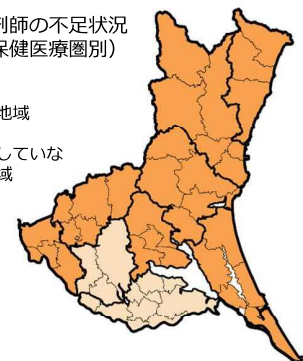 剤師の不足状況
保健医療圏別）
地域
していな
域